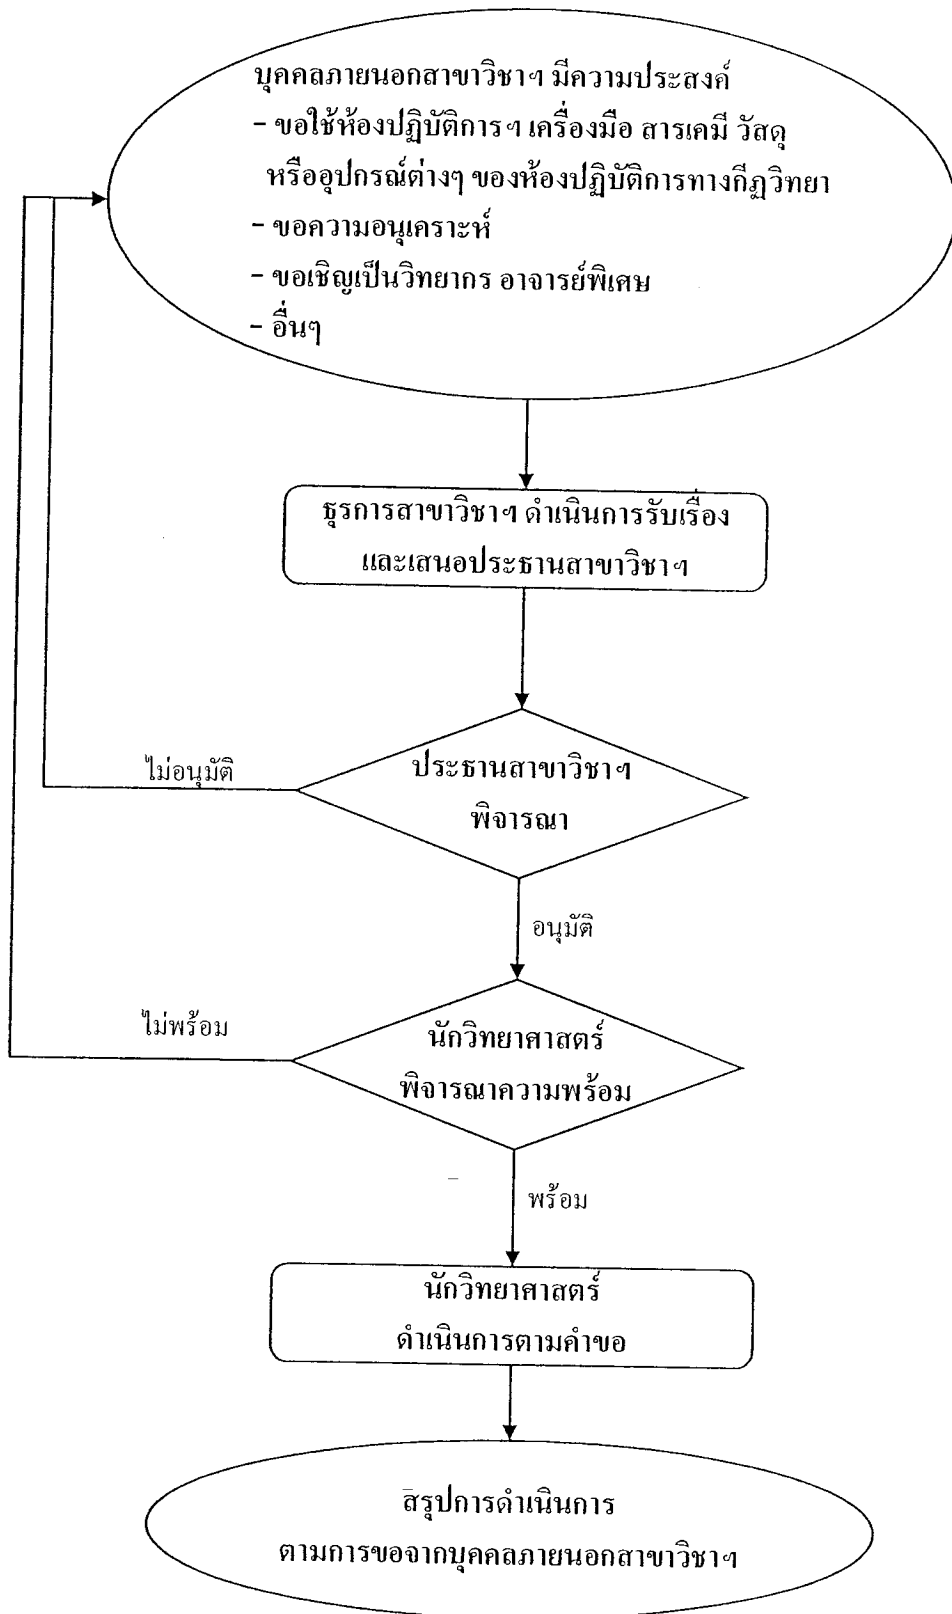 บุคคลภายนอกสาขาวิชาฯ มีความประสงค์
- ขอใช้ห้องปฏิบัติการฯ เครื่องมือ สารเคมี วัสดุ
หรืออุปกรณ์ต่างๆ ของห้องปฏิบัติการทางกีฏวิทยา
- ขอความอนุเคราะห์
- ขอเชิญเป็นวิทยากร อาจารย์พิเศษ
- อื่นๆ
ธุรการสาขาวิชาฯ ดำเนินการรับเรื่อง
และเสนอประธานสาขาวิชาฯ
ไม่อนุมัติ
ประธานสาขาวิชาฯ
พิจารณา
อนุมัติ
ไม่พร้อม
นักวิทยาศาสตร์
พิจารณาความพร้อม
พร้อม
นักวิทยาศาสตร์
ดำเนินการตามคำขอ
สรุปการดำเนินการ
ตามการขอจากบุคคลภายนอกสาขาวิชาฯ